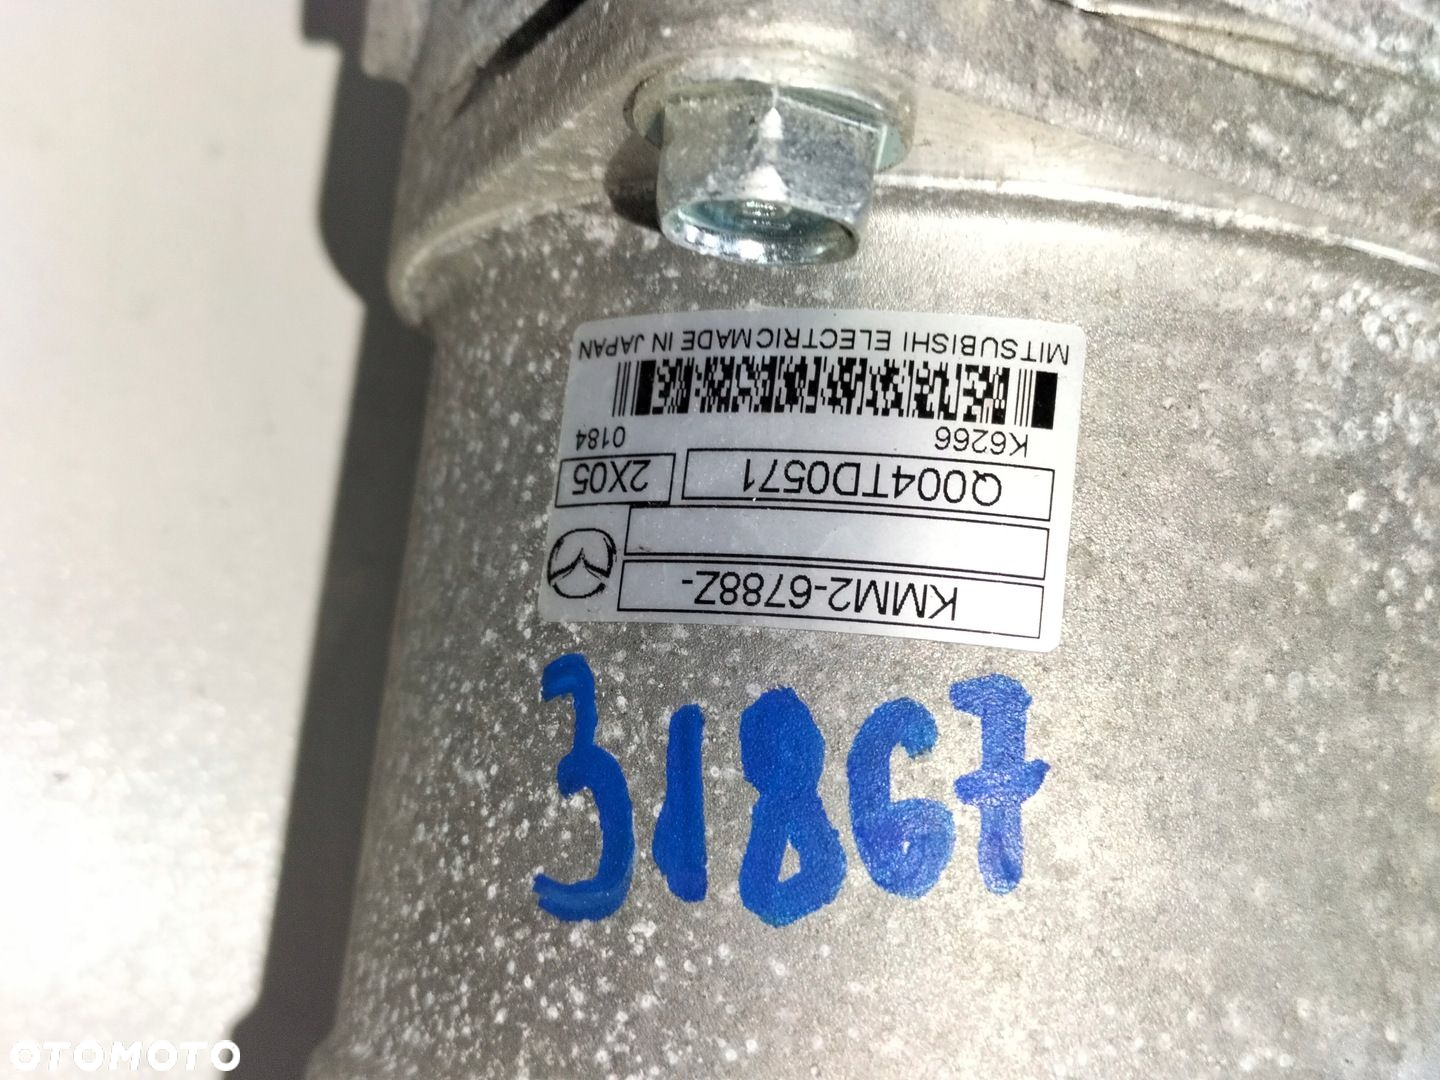 KMM2-6788Z-
Q004TD0571 2X05
K6266 0184
MITSUBISHI ELECTRIC MADE IN JAPAN
31867
OTOMOTO